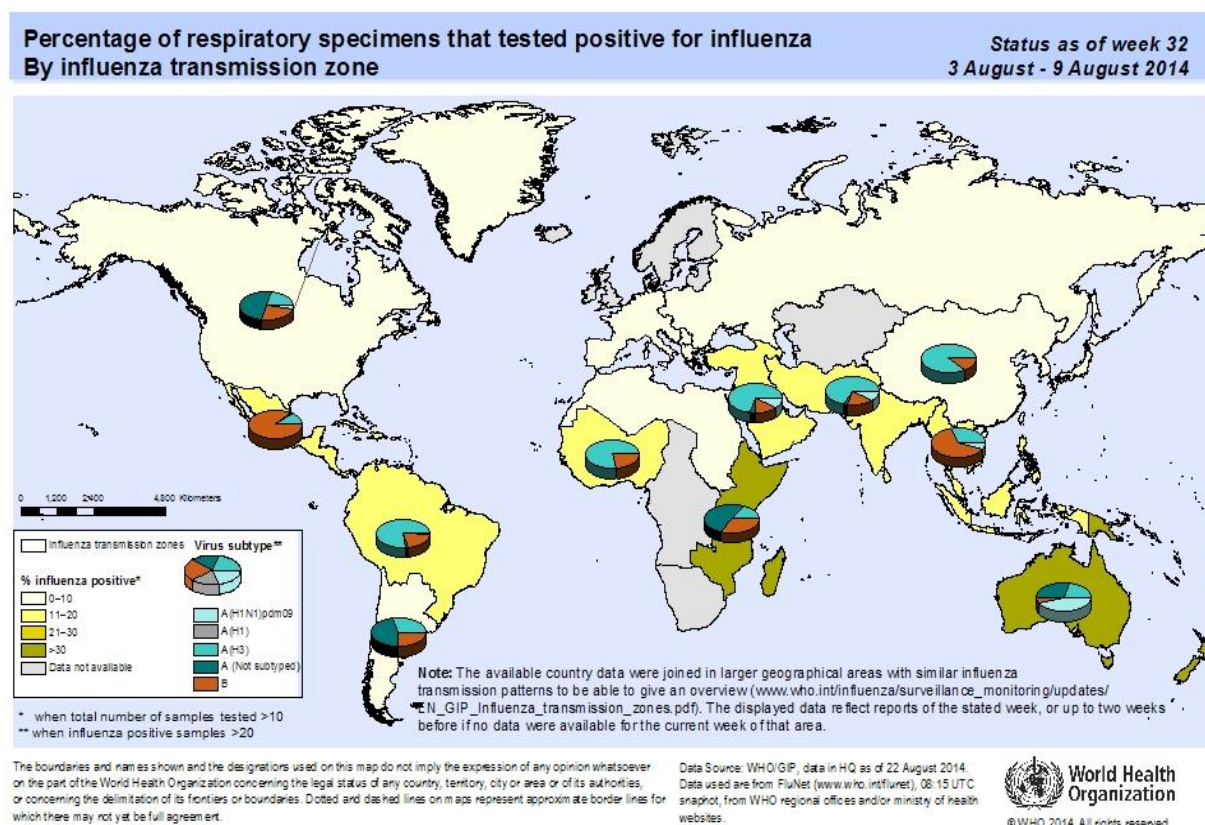 Percentage of respiratory specimens that tested positive for influenza
By influenza transmission zone
Status as of week 32
3 August - 9 August 2014
0 1,200 2,400 4,800 Kilometers
Influenza transmission zones
Virus subtype**
% influenza positive*
0–10
11–20
21–30
>30
Data not available
A(H1N1)pdm09
A(H1)
A(H3)
A (Not subtyped)
B
Note: The available country data were joined in larger geographical areas with similar influenza
transmission patterns to be able to give an overview (www.who.int/influenza/surveillance_monitoring/updates/
EN_GIP_Influenza_transmission_zones.pdf). The displayed data reflect reports of the stated week, or up to two weeks
before if no data were available for the current week of that area.
* when total number of samples tested >10
** when influenza positive samples >20
The boundaries and names shown and the designations used on this map do not imply the expression of any opinion whatsoever
on the part of the World Health Organization concerning the legal status of any country, territory, city or area or of its authorities,
or concerning the delimitation of its frontiers or boundaries. Dotted and dashed lines on maps represent approximate border lines for
which there may not yet be full agreement.
Data Source: WHO/GIP, data in HQ as of 22 August 2014.
Data used are from FluNet (www.who.int/flunet), 08:15 UTC
snaphot, from WHO regional offices and/or ministry of health
websites.
World Health
Organization
© WHO 2014. All rights reserved.